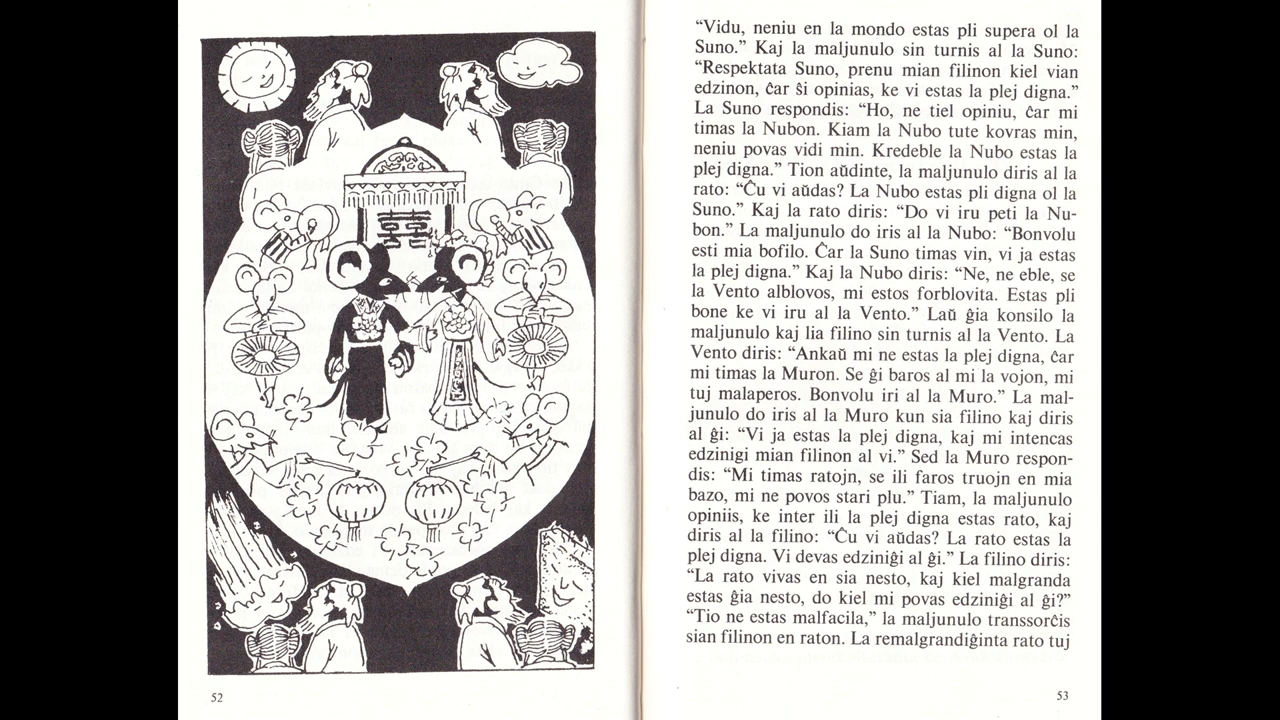 囍
52
“Vidu, neniu en la mondo estas pli supera ol la
Suno.” Kaj la maljunulo sin turnis al la Suno:
“Respektata Suno, prenu mian filinon kiel vian
edzinon, ĉar ŝi opinias, ke vi estas la plej digna.”
La Suno respondis: “Ho, ne tiel opiniu, ĉar mi
timas la Nubon. Kiam la Nubo tute kovras min,
neniu povas vidi min. Kredeble la Nubo estas la
plej digna.” Tion aŭdinte, la maljunulo diris al la
rato: “Ĉu vi aŭdas? La Nubo estas pli digna ol la
Suno.” Kaj la rato diris: “Do vi iru peti la Nu-
bon.” La maljunulo do iris al la Nubo: “Bonvolu
esti mia bofilo. Ĉar la Suno timas vin, vi ja estas
la plej digna.” Kaj la Nubo diris: “Ne, ne eble, se
la Vento alblovos, mi estos forblovita. Estas pli
bone ke vi iru al la Vento.” Laŭ ĝia konsilo la
maljunulo kaj lia filino sin turnis al la Vento. La
Vento diris: “Ankaŭ mi ne estas la plej digna, ĉar
mi timas la Muron. Se ĝi baros al mi la vojon, mi
tuj malaperos. Bonvolu iri al la Muro.” La mal-
junulo do iris al la Muro kun sia filino kaj diris
al ĝi: “Vi ja estas la plej digna, kaj mi intencas
edzinigi mian filinon al vi.” Sed la Muro respon-
dis: “Mi timas ratojn, se ili faros truojn en mia
bazo, mi ne povos stari plu.” Tiam, la maljunulo
opiniis, ke inter ili la plej digna estas rato, kaj
diris al la filino: “Ĉu vi aŭdas? La rato estas la
plej digna. Vi devas edziniĝi al ĝi.” La filino diris:
“La rato vivas en sia nesto, kaj kiel malgranda
estas ĝia nesto, do kiel mi povas edziniĝi al ĝi?”
“Tio ne estas malfacila,” la maljunulo transsorĉis
sian filinon en raton. La remalgrandiĝinta rato tuj
53